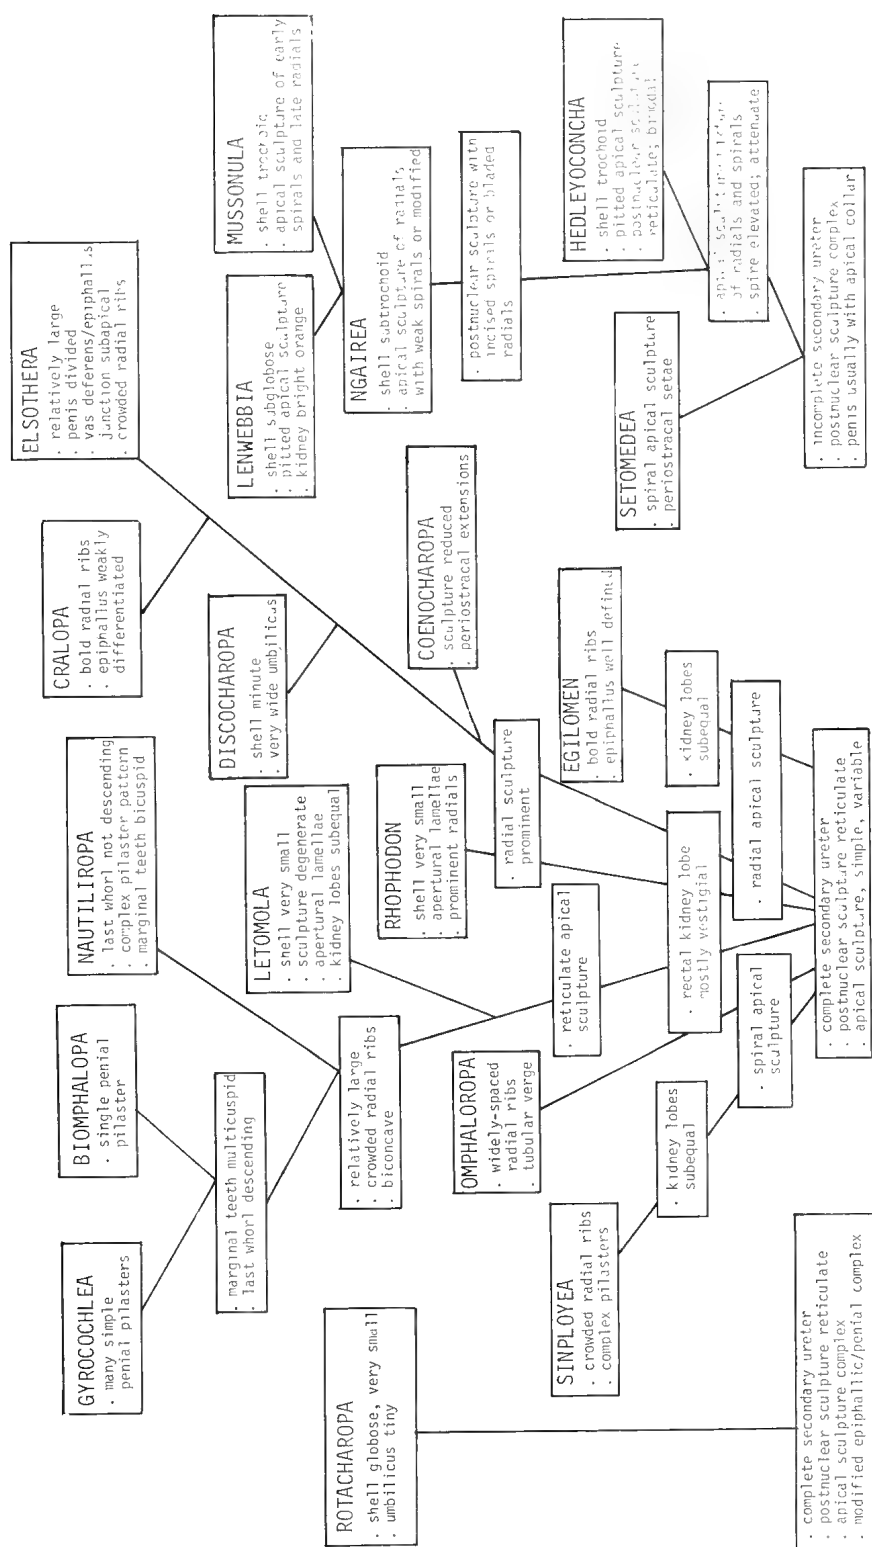 GYROCOCHLEA
· many simple
penial pilasters
BIOMPHALOPA
· single penial
pilaster
NAUTILIROPA
· last whorl not descending
· complex pilaster pattern
· marginal teeth bicuspid
CRALOPA
· bold radial ribs
· epiphallus weakly
differentiated
ELSOTHERA
· relatively large
· penis divided
· vas deferens/epiphallus
junction subapical
· crowded radial ribs
· marginal teeth multicuspid
· last whorl descending
DISCOCHAROPA
· shell minute
· very wide umbilicus
LENWEBBIA
· shell subglobose
· pitted apical sculpture
· kidney bright orange
MUSSONULA
· shell trochoid
· apical sculpture of early
spirals and late radials
ROTACHAROPA
· shell globose, very small
· umbilicus tiny
· relatively large
· crowded radial ribs
· biconcave
LETOMOLA
· shell very small
· sculpture degenerate
· apertural lamellae
· kidney lobes subequal
NGAIREA
· shell subtrochoid
· apical sculpture of radials
with weak spirals or modified
RHOPHODON
· shell very small
· apertural lamellae
· prominent radials
COENOCHAROPA
· sculpture reduced
· periostracal extensions
OMPHALOROPA
· widely-spaced
radial ribs
· tubular verge
· reticulate apical
sculpture
· radial sculpture
prominent
· postnuclear sculpture with
incised spirals or bladed
radials
SINPLOYEA
· crowded radial ribs
· complex pilasters
EGILOMEN
· bold radial ribs
· epiphallus well defined
HEDLEYOCONCHA
· shell trochoid
· pitted apical sculpture
· postnuclear sculpture
reticulate; bicolal
· kidney lobes
subequal
· rectal kidney lobe
mostly vestigial
· kidney lobes
subequal
SETOMEDEA
· spiral apical sculpture
· periostracal setae
· apical sculpture
of radials and spirals
· spire elevated; attenuate
· spiral apical
sculpture
· radial apical sculpture
· complete secondary ureter
· postnuclear sculpture reticulate
· apical sculpture complex
· modified epiphallic/penial complex
· complete secondary ureter
· postnuclear sculpture reticulate
· apical sculpture, simple, variable
· incomplete secondary ureter
· postnuclear sculpture complex
· penis usually with apical collar